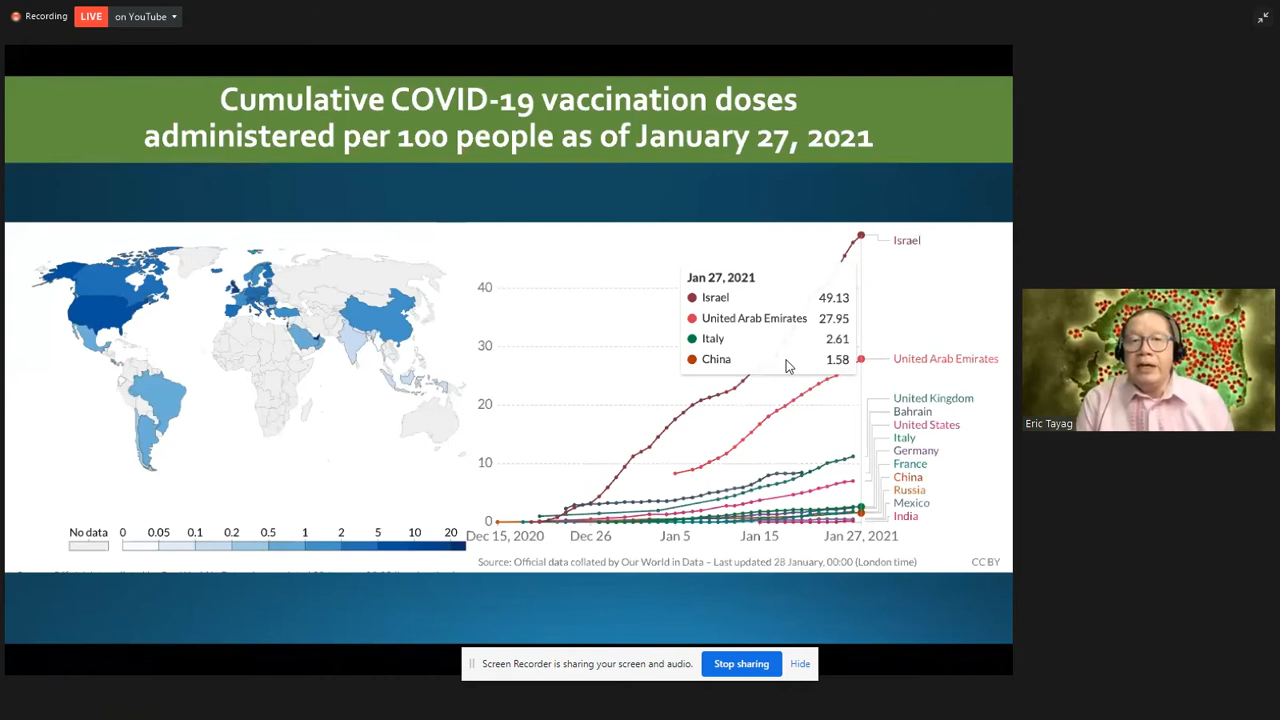 Recording
LIVE
on YouTube
Cumulative COVID-19 vaccination doses
administered per 100 people as of January 27, 2021
No data
0
0.05
0.1
0.2
0.5
1
2
5
10
20
40
30
20
10
0
Dec 15, 2020
Dec 26
Jan 5
Jan 15
Jan 27, 2021
Jan 27, 2021
Israel 49.13
United Arab Emirates 27.95
Italy 2.61
China 1.58
Israel
United Arab Emirates
United Kingdom
Bahrain
United States
Italy
Germany
France
China
Russia
Mexico
India
Source: Official data collated by Our World in Data – Last updated 28 January, 00:00 (London time)
CC BY
Eric Tayag
Screen Recorder is sharing your screen and audio.
Stop sharing
Hide